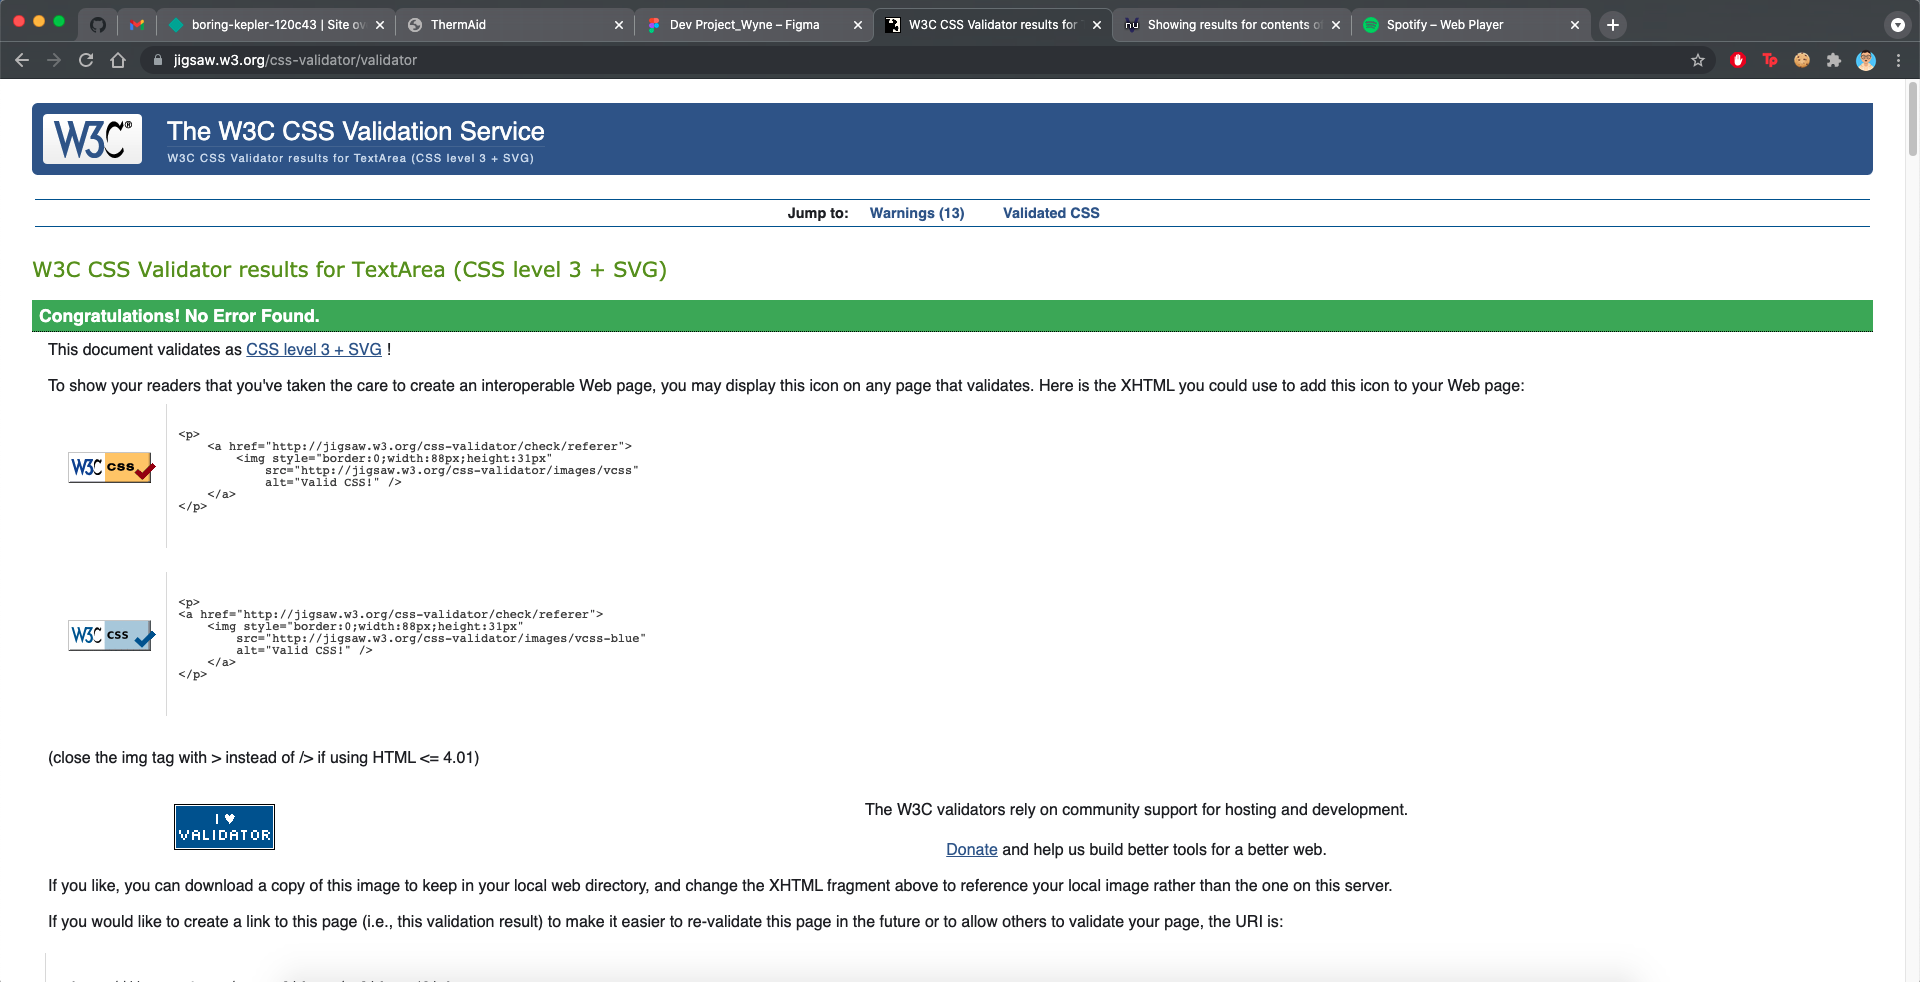 boring-kepler-120c43 | Site ov
ThermAid
Dev Project_Wyne – Figma
W3C CSS Validator results for
Showing results for contents o
Spotify – Web Player
jigsaw.w3.org/css-validator/validator
W3C®
The W3C CSS Validation Service
W3C CSS Validator results for TextArea (CSS level 3 + SVG)
Jump to: Warnings (13) Validated CSS
W3C CSS Validator results for TextArea (CSS level 3 + SVG)
Congratulations! No Error Found.
This document validates as CSS level 3 + SVG !
To show your readers that you've taken the care to create an interoperable Web page, you may display this icon on any page that validates. Here is the XHTML you could use to add this icon to your Web page:
W3C css
<p>
<a href="http://jigsaw.w3.org/css-validator/check/referer">
<img style="border:0;width:88px;height:31px"
src="http://jigsaw.w3.org/css-validator/images/vcss"
alt="Valid CSS!" />
</a>
</p>
W3C css
<p>
<a href="http://jigsaw.w3.org/css-validator/check/referer">
<img style="border:0;width:88px;height:31px"
src="http://jigsaw.w3.org/css-validator/images/vcss-blue"
alt="Valid CSS!" />
</a>
</p>
(close the img tag with > instead of /> if using HTML <= 4.01)
I ♥
VALIDATOR
The W3C validators rely on community support for hosting and development.
Donate and help us build better tools for a better web.
If you like, you can download a copy of this image to keep in your local web directory, and change the XHTML fragment above to reference your local image rather than the one on this server.
If you would like to create a link to this page (i.e., this validation result) to make it easier to re-validate this page in the future or to allow others to validate your page, the URI is: